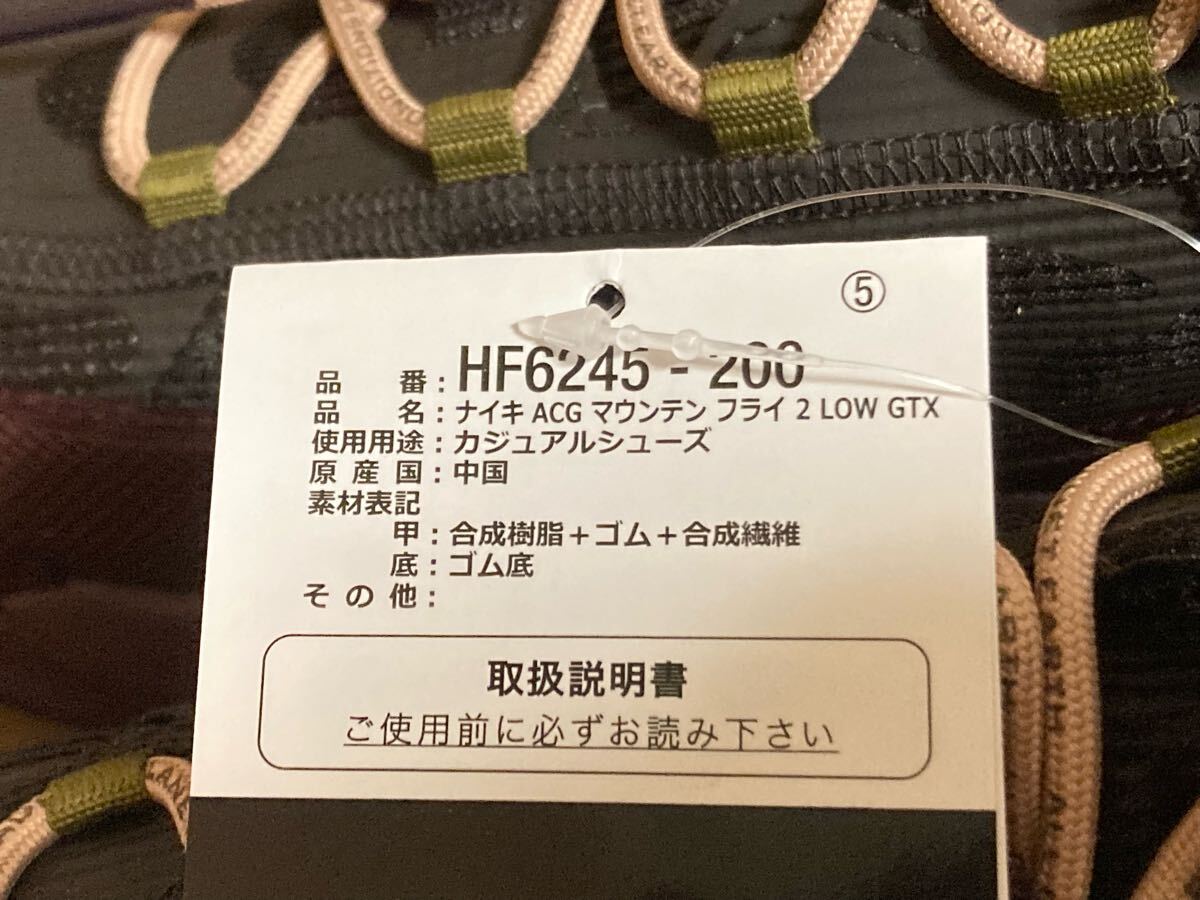 ⑤
品番：HF6245 - 200
品名：ナイキ ACG マウンテン フライ 2 LOW GTX
使用用途：カジュアルシューズ
原産国：中国
素材表記
甲：合成樹脂＋ゴム＋合成繊維
底：ゴム底
その他：
取扱説明書
ご使用前に必ずお読み下さい